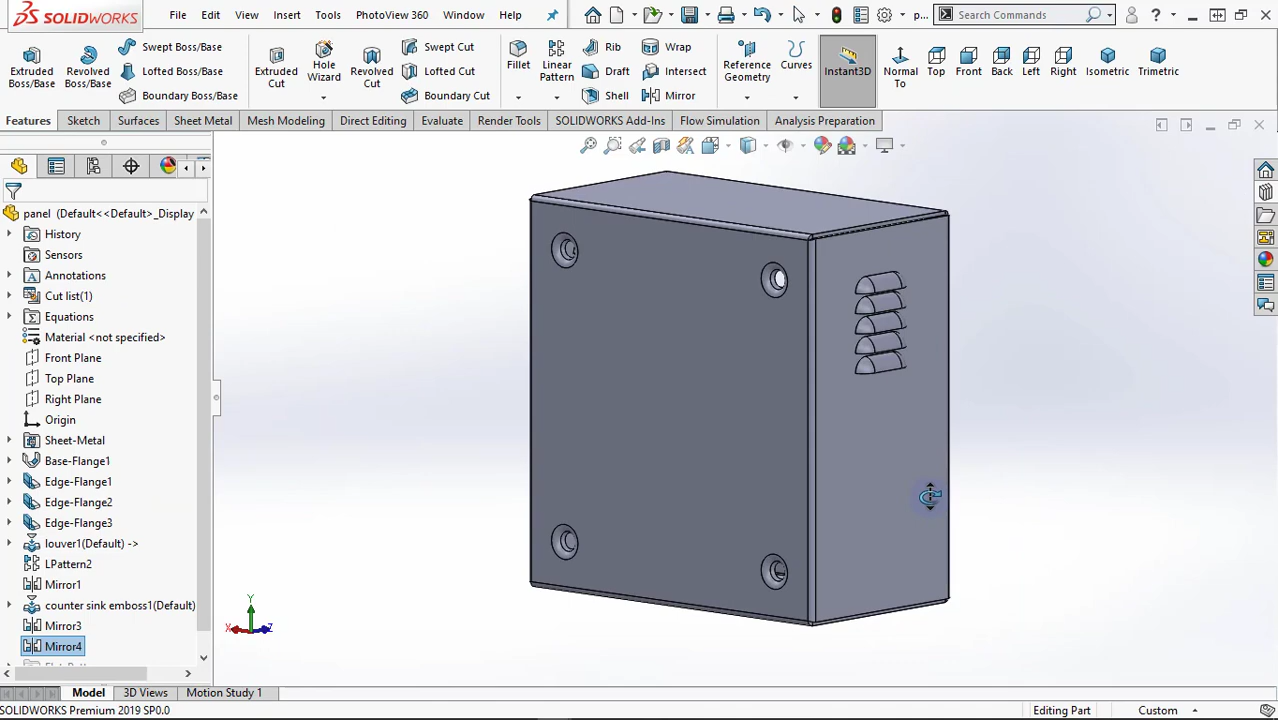 SOLIDWORKS File Edit View Insert Tools PhotoView 360 Window Help p... Search Commands ?
Extruded Boss/Base
Revolved Boss/Base
Swept Boss/Base
Lofted Boss/Base
Boundary Boss/Base
Extruded Cut
Hole Wizard
Revolved Cut
Swept Cut
Lofted Cut
Boundary Cut
Fillet
Linear Pattern
Rib
Draft
Shell
Wrap
Intersect
Mirror
Reference Geometry
Curves
Instant3D
Normal To
Top
Front
Back
Left
Right
Isometric
Trimetric
Features Sketch Surfaces Sheet Metal Mesh Modeling Direct Editing Evaluate Render Tools SOLIDWORKS Add-Ins Flow Simulation Analysis Preparation
panel (Default<<Default>_Display
History
Sensors
Annotations
Cut list(1)
Equations
Material <not specified>
Front Plane
Top Plane
Right Plane
Origin
Sheet-Metal
Base-Flange1
Edge-Flange1
Edge-Flange2
Edge-Flange3
louver1(Default) ->
LPattern2
Mirror1
counter sink emboss1(Default)
Mirror3
Mirror4
Y
X
Z
Model 3D Views Motion Study 1
SOLIDWORKS Premium 2019 SP0.0 Editing Part Custom